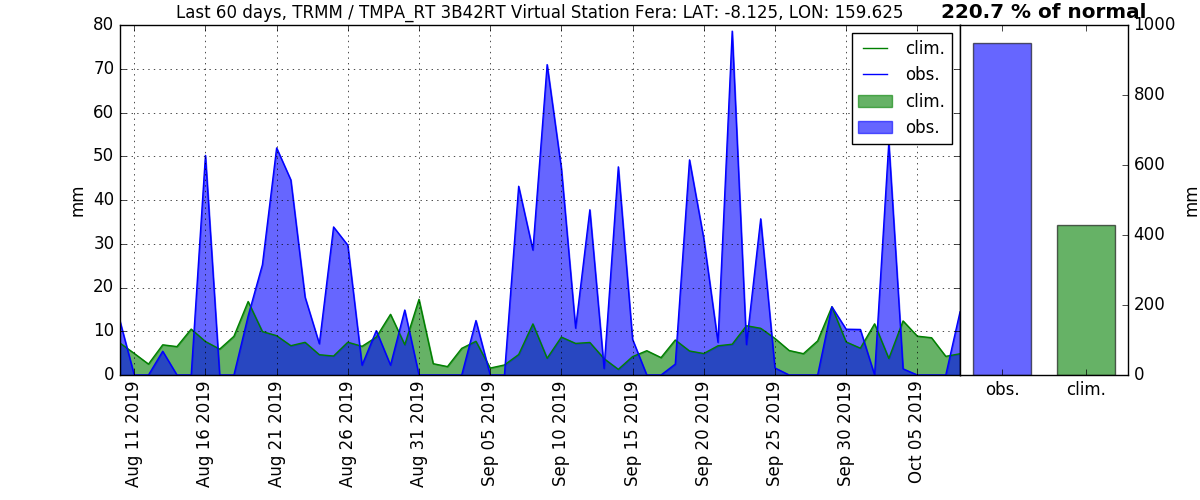 Last 60 days, TRMM / TMPA_RT 3B42RT Virtual Station Fera: LAT: -8.125, LON: 159.625
220.7 % of normal
80
70
60
50
40
30
20
10
0
mm
clim.
obs.
clim.
obs.
Aug 11 2019
Aug 16 2019
Aug 21 2019
Aug 26 2019
Aug 31 2019
Sep 05 2019
Sep 10 2019
Sep 15 2019
Sep 20 2019
Sep 25 2019
Sep 30 2019
Oct 05 2019
1000
800
600
400
200
0
mm
obs.
clim.